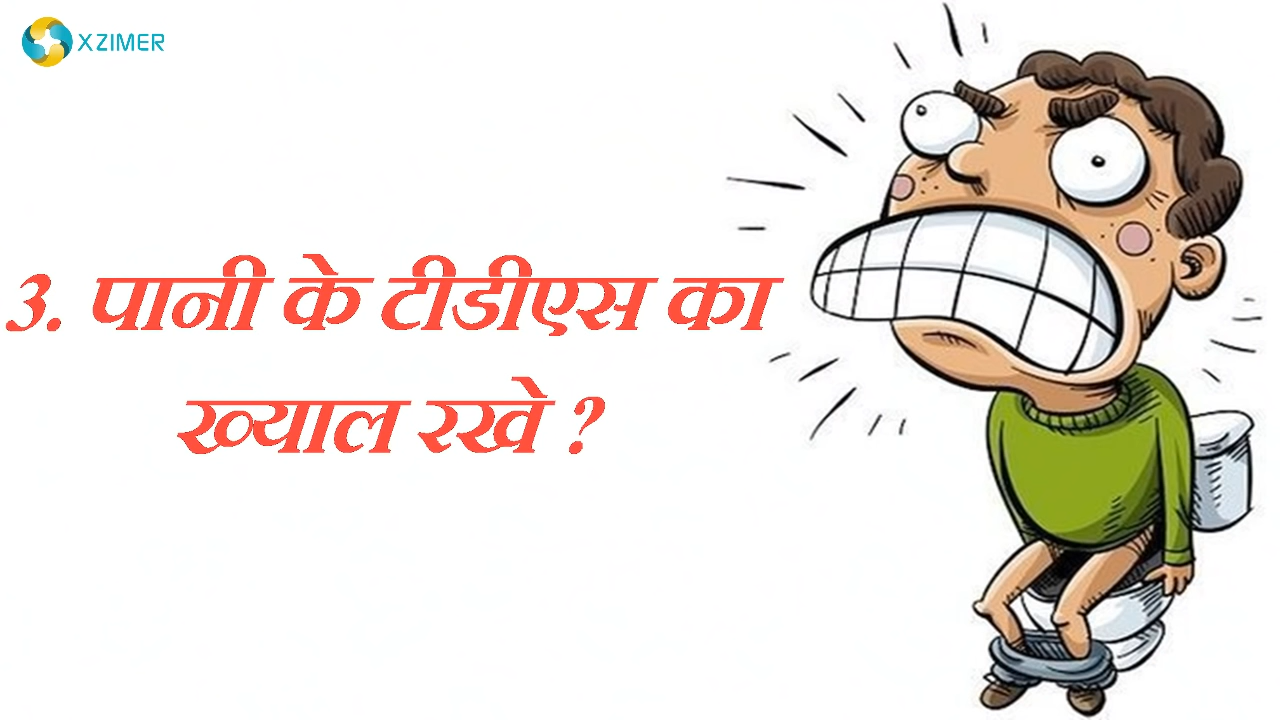 XZIMER
3. पानी के टीडीएस का
ख्याल रखे ?